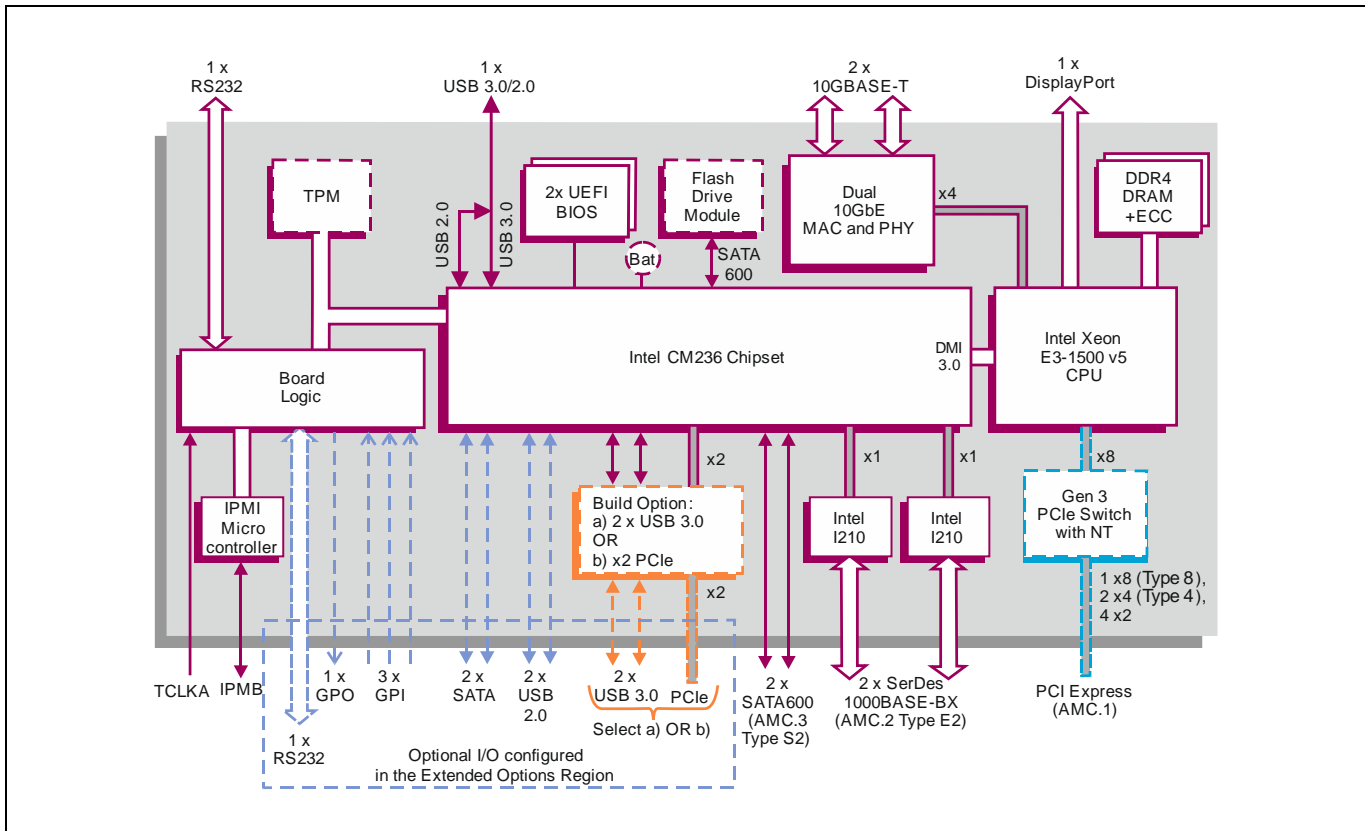 1 x
RS232
1 x
USB 3.0/2.0
2 x
10GBASE-T
1 x
DisplayPort
TPM
USB 2.0
USB 3.0
2x UEFI
BIOS
Bat
Flash
Drive
Module
SATA
600
Dual
10GbE
MAC and PHY
x4
DDR4
DRAM
+ECC
Board
Logic
Intel CM236 Chipset
DMI
3.0
Intel Xeon
E3-1500 v5
CPU
x2
x1
x1
x8
IPMI
Micro
controller
Build Option:
a) 2 x USB 3.0
OR
b) x2 PCIe
Intel
I210
Intel
I210
Gen 3
PCIe Switch
with NT
x2
1 x8 (Type 8),
2 x4 (Type 4),
4 x2
TCLKA
IPMB
1 x
GPO
3 x
GPI
2 x
SATA
2 x
USB
2.0
2 x
USB 3.0
PCIe
Select a) OR b)
2 x
SATA600
(AMC.3
Type S2)
2 x SerDes
1000BASE-BX
(AMC.2 Type E2)
PCI Express
(AMC.1)
1 x
RS232
Optional I/O configured
in the Extended Options Region